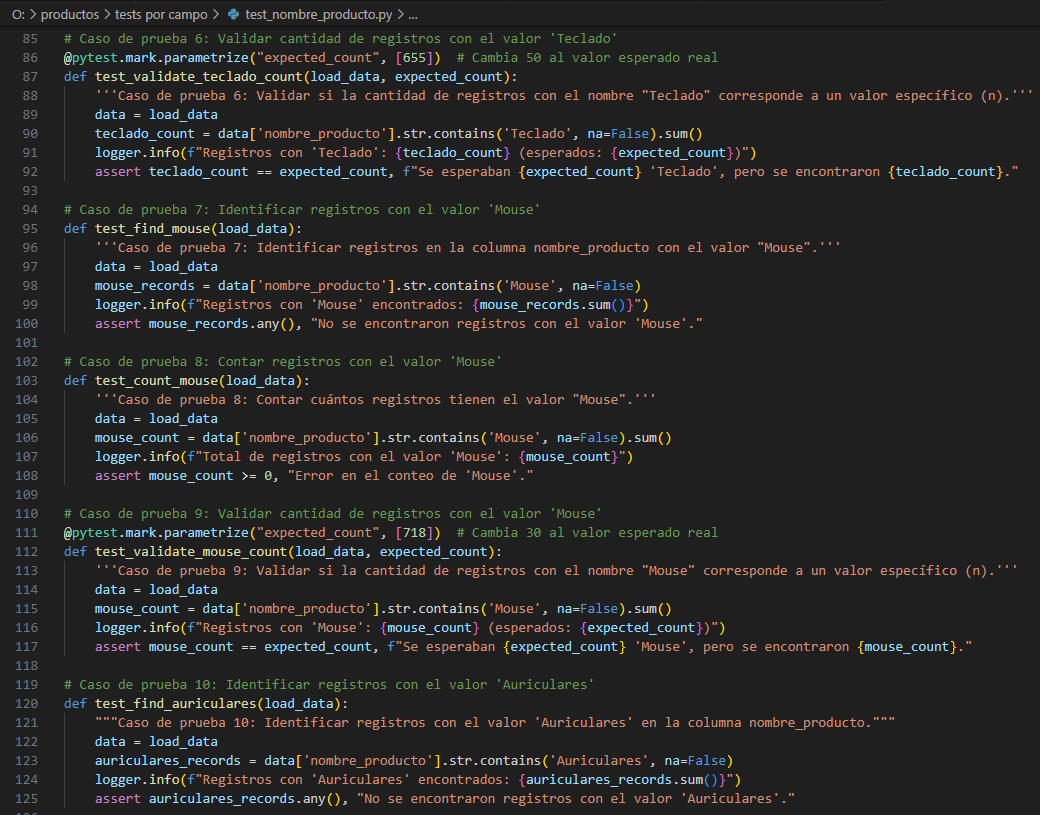 O: > productos > tests por campo > test_nombre_producto.py > ...
85 # Caso de prueba 6: Validar cantidad de registros con el valor 'Teclado'
86 @pytest.mark.parametrize("expected_count", [655])  # Cambia 50 al valor esperado real
87 def test_validate_teclado_count(load_data, expected_count):
88     '''Caso de prueba 6: Validar si la cantidad de registros con el nombre "Teclado" corresponde a un valor específico (n).'''
89     data = load_data
90     teclado_count = data['nombre_producto'].str.contains('Teclado', na=False).sum()
91     logger.info(f"Registros con 'Teclado': {teclado_count} (esperados: {expected_count})")
92     assert teclado_count == expected_count, f"Se esperaban {expected_count} 'Teclado', pero se encontraron {teclado_count}."
93
94 # Caso de prueba 7: Identificar registros con el valor 'Mouse'
95 def test_find_mouse(load_data):
96     '''Caso de prueba 7: Identificar registros en la columna nombre_producto con el valor "Mouse".'''
97     data = load_data
98     mouse_records = data['nombre_producto'].str.contains('Mouse', na=False)
99     logger.info(f"Registros con 'Mouse' encontrados: {mouse_records.sum()}")
100     assert mouse_records.any(), "No se encontraron registros con el valor 'Mouse'."
101
102 # Caso de prueba 8: Contar registros con el valor 'Mouse'
103 def test_count_mouse(load_data):
104     '''Caso de prueba 8: Contar cuántos registros tienen el valor "Mouse".'''
105     data = load_data
106     mouse_count = data['nombre_producto'].str.contains('Mouse', na=False).sum()
107     logger.info(f"Total de registros con el valor 'Mouse': {mouse_count}")
108     assert mouse_count >= 0, "Error en el conteo de 'Mouse'."
109
110 # Caso de prueba 9: Validar cantidad de registros con el valor 'Mouse'
111 @pytest.mark.parametrize("expected_count", [718])  # Cambia 30 al valor esperado real
112 def test_validate_mouse_count(load_data, expected_count):
113     '''Caso de prueba 9: Validar si la cantidad de registros con el nombre "Mouse" corresponde a un valor específico (n).'''
114     data = load_data
115     mouse_count = data['nombre_producto'].str.contains('Mouse', na=False).sum()
116     logger.info(f"Registros con 'Mouse': {mouse_count} (esperados: {expected_count})")
117     assert mouse_count == expected_count, f"Se esperaban {expected_count} 'Mouse', pero se encontraron {mouse_count}."
118
119 # Caso de prueba 10: Identificar registros con el valor 'Auriculares'
120 def test_find_auriculares(load_data):
121     """Caso de prueba 10: Identificar registros con el valor 'Auriculares' en la columna nombre_producto."""
122     data = load_data
123     auriculares_records = data['nombre_producto'].str.contains('Auriculares', na=False)
124     logger.info(f"Registros con 'Auriculares' encontrados: {auriculares_records.sum()}")
125     assert auriculares_records.any(), "No se encontraron registros con el valor 'Auriculares'."